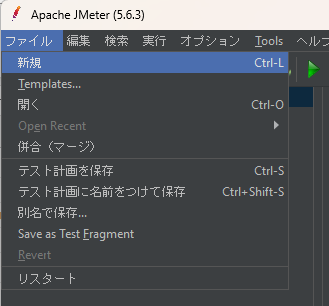 Apache JMeter (5.6.3)
ファイル 編集 検索 実行 オプション Tools ヘル
新規 Ctrl-L
Templates...
開く Ctrl-O
Open Recent
併合（マージ）
テスト計画を保存 Ctrl-S
テスト計画に名前をつけて保存 Ctrl+Shift-S
別名で保存...
Save as Test Fragment
Revert
リスタート